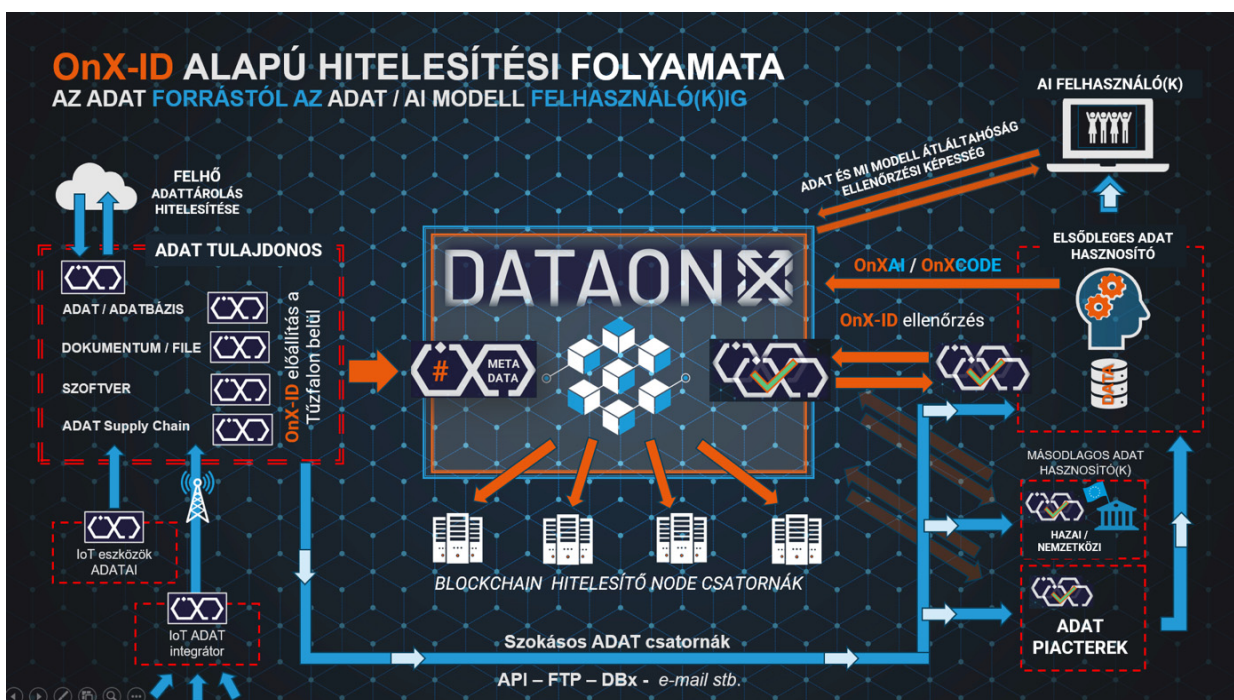 OnX-ID ALAPÚ HITELESÍTÉSI FOLYAMATA
AZ ADAT FORRÁSTÓL AZ ADAT / AI MODELL FELHASZNÁLÓ(K)IG
AI FELHASZNÁLÓ(K)
ADAT ÉS MI MODELL ÁTLÁLTAHÓSÁG
ELLENŐRZÉSI KÉPESSÉG
FELHŐ
ADATTÁROLÁS
HITELESÍTÉSE
ADAT TULAJDONOS
ADAT / ADATBÁZIS
DOKUMENTUM / FILE
SZOFTVER
ADAT Supply Chain
OnX-ID előállítás a
Tűzfalon belül
DATAONX
#
META
DATA
ELSŐDLEGES ADAT
HASZNOSÍTÓ
OnXAI / OnXCODE
OnX-ID ellenőrzés
DATA
MÁSODLAGOS ADAT
HASZNOSÍTÓ(K)
HAZAI /
NEMZETKÖZI
ADAT
PIACTEREK
IoT eszközök
ADATAI
IoT ADAT
integrátor
BLOCKCHAIN HITELESÍTŐ NODE CSATORNÁK
Szokásos ADAT csatornák
API – FTP – DBx - e-mail stb.